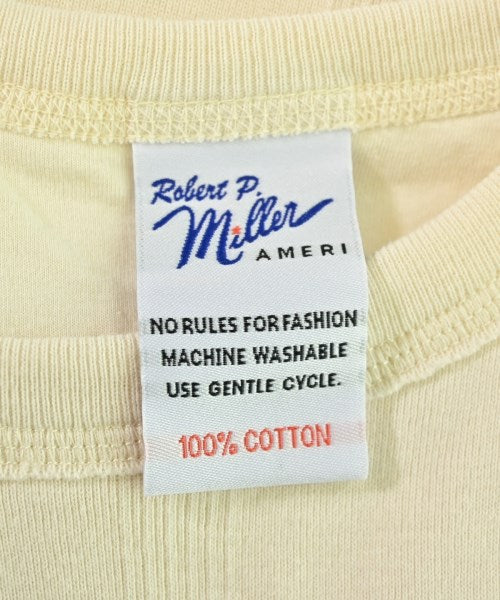 Robert P.
Miller
AMERI
NO RULES FOR FASHION
MACHINE WASHABLE
USE GENTLE CYCLE.
100% COTTON